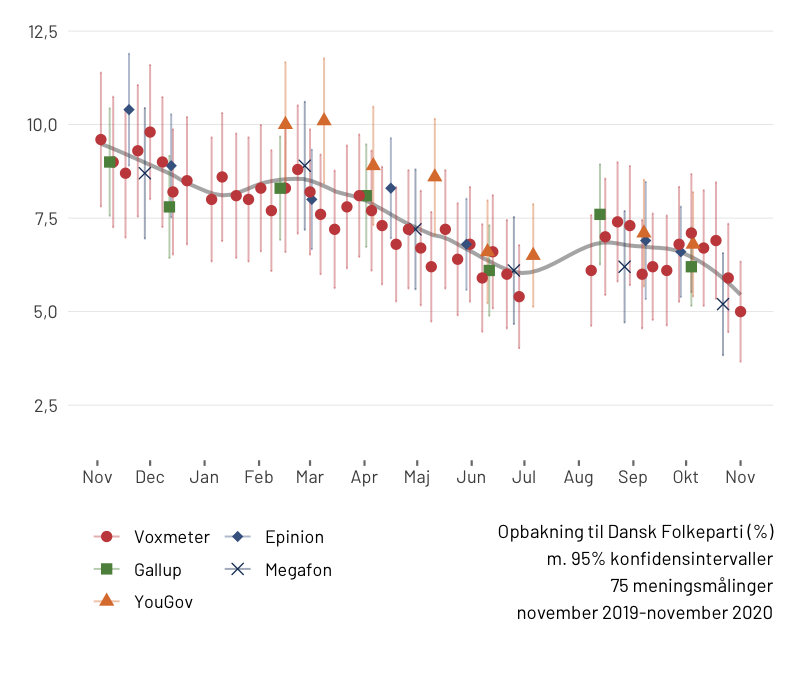 12,5
10,0
7,5
5,0
2,5
Nov Dec Jan Feb Mar Apr Maj Jun Jul Aug Sep Okt Nov
Voxmeter Epinion
Gallup Megafon
YouGov
Opbakning til Dansk Folkeparti (%)
m. 95% konfidensintervaller
75 meningsmålinger
november 2019-november 2020